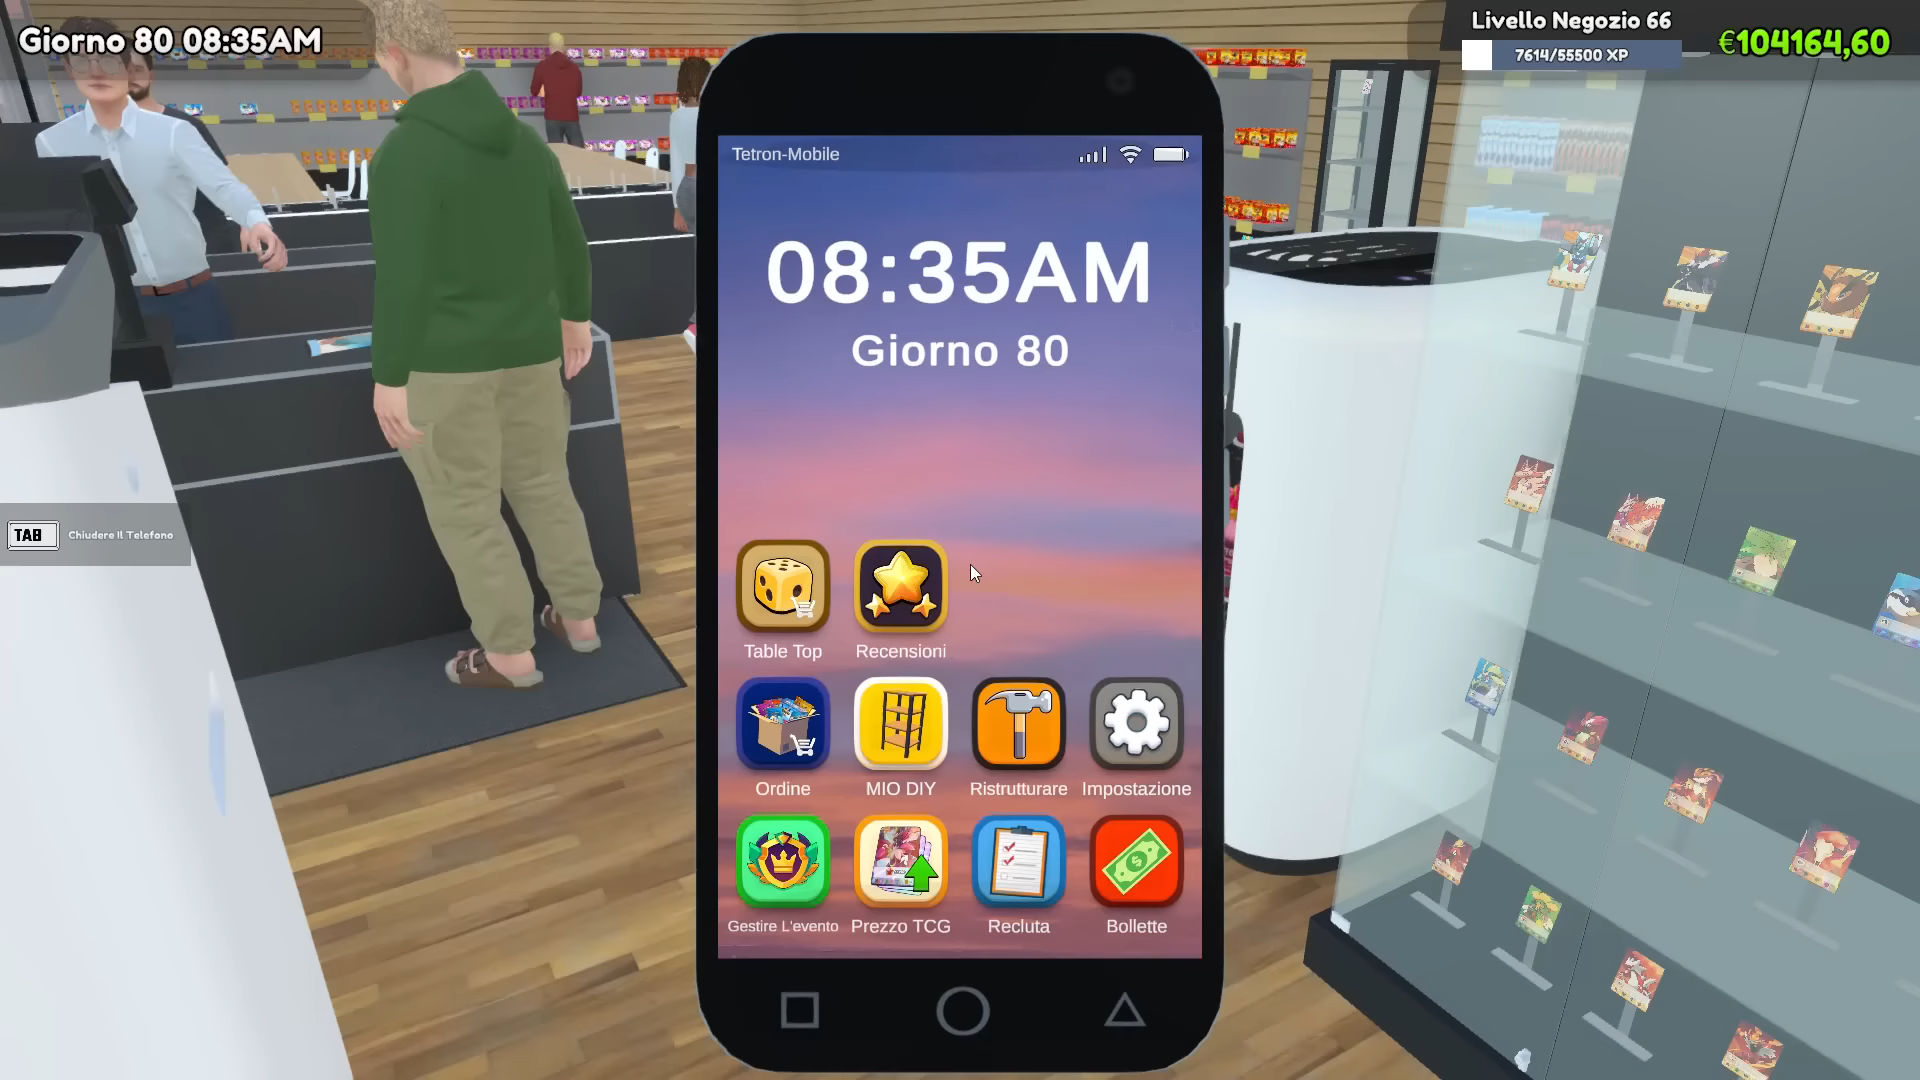 Giorno 80 08:35AM
Livello Negozio 66
7614/55500 XP
€104164,60
Tetron-Mobile
08:35AM
Giorno 80
TAB Chiudere Il Telefono
Table Top
Recensioni
Ordine
MIO DIY
Ristrutturare
Impostazione
Gestire L'evento
Prezzo TCG
Recluta
Bollette